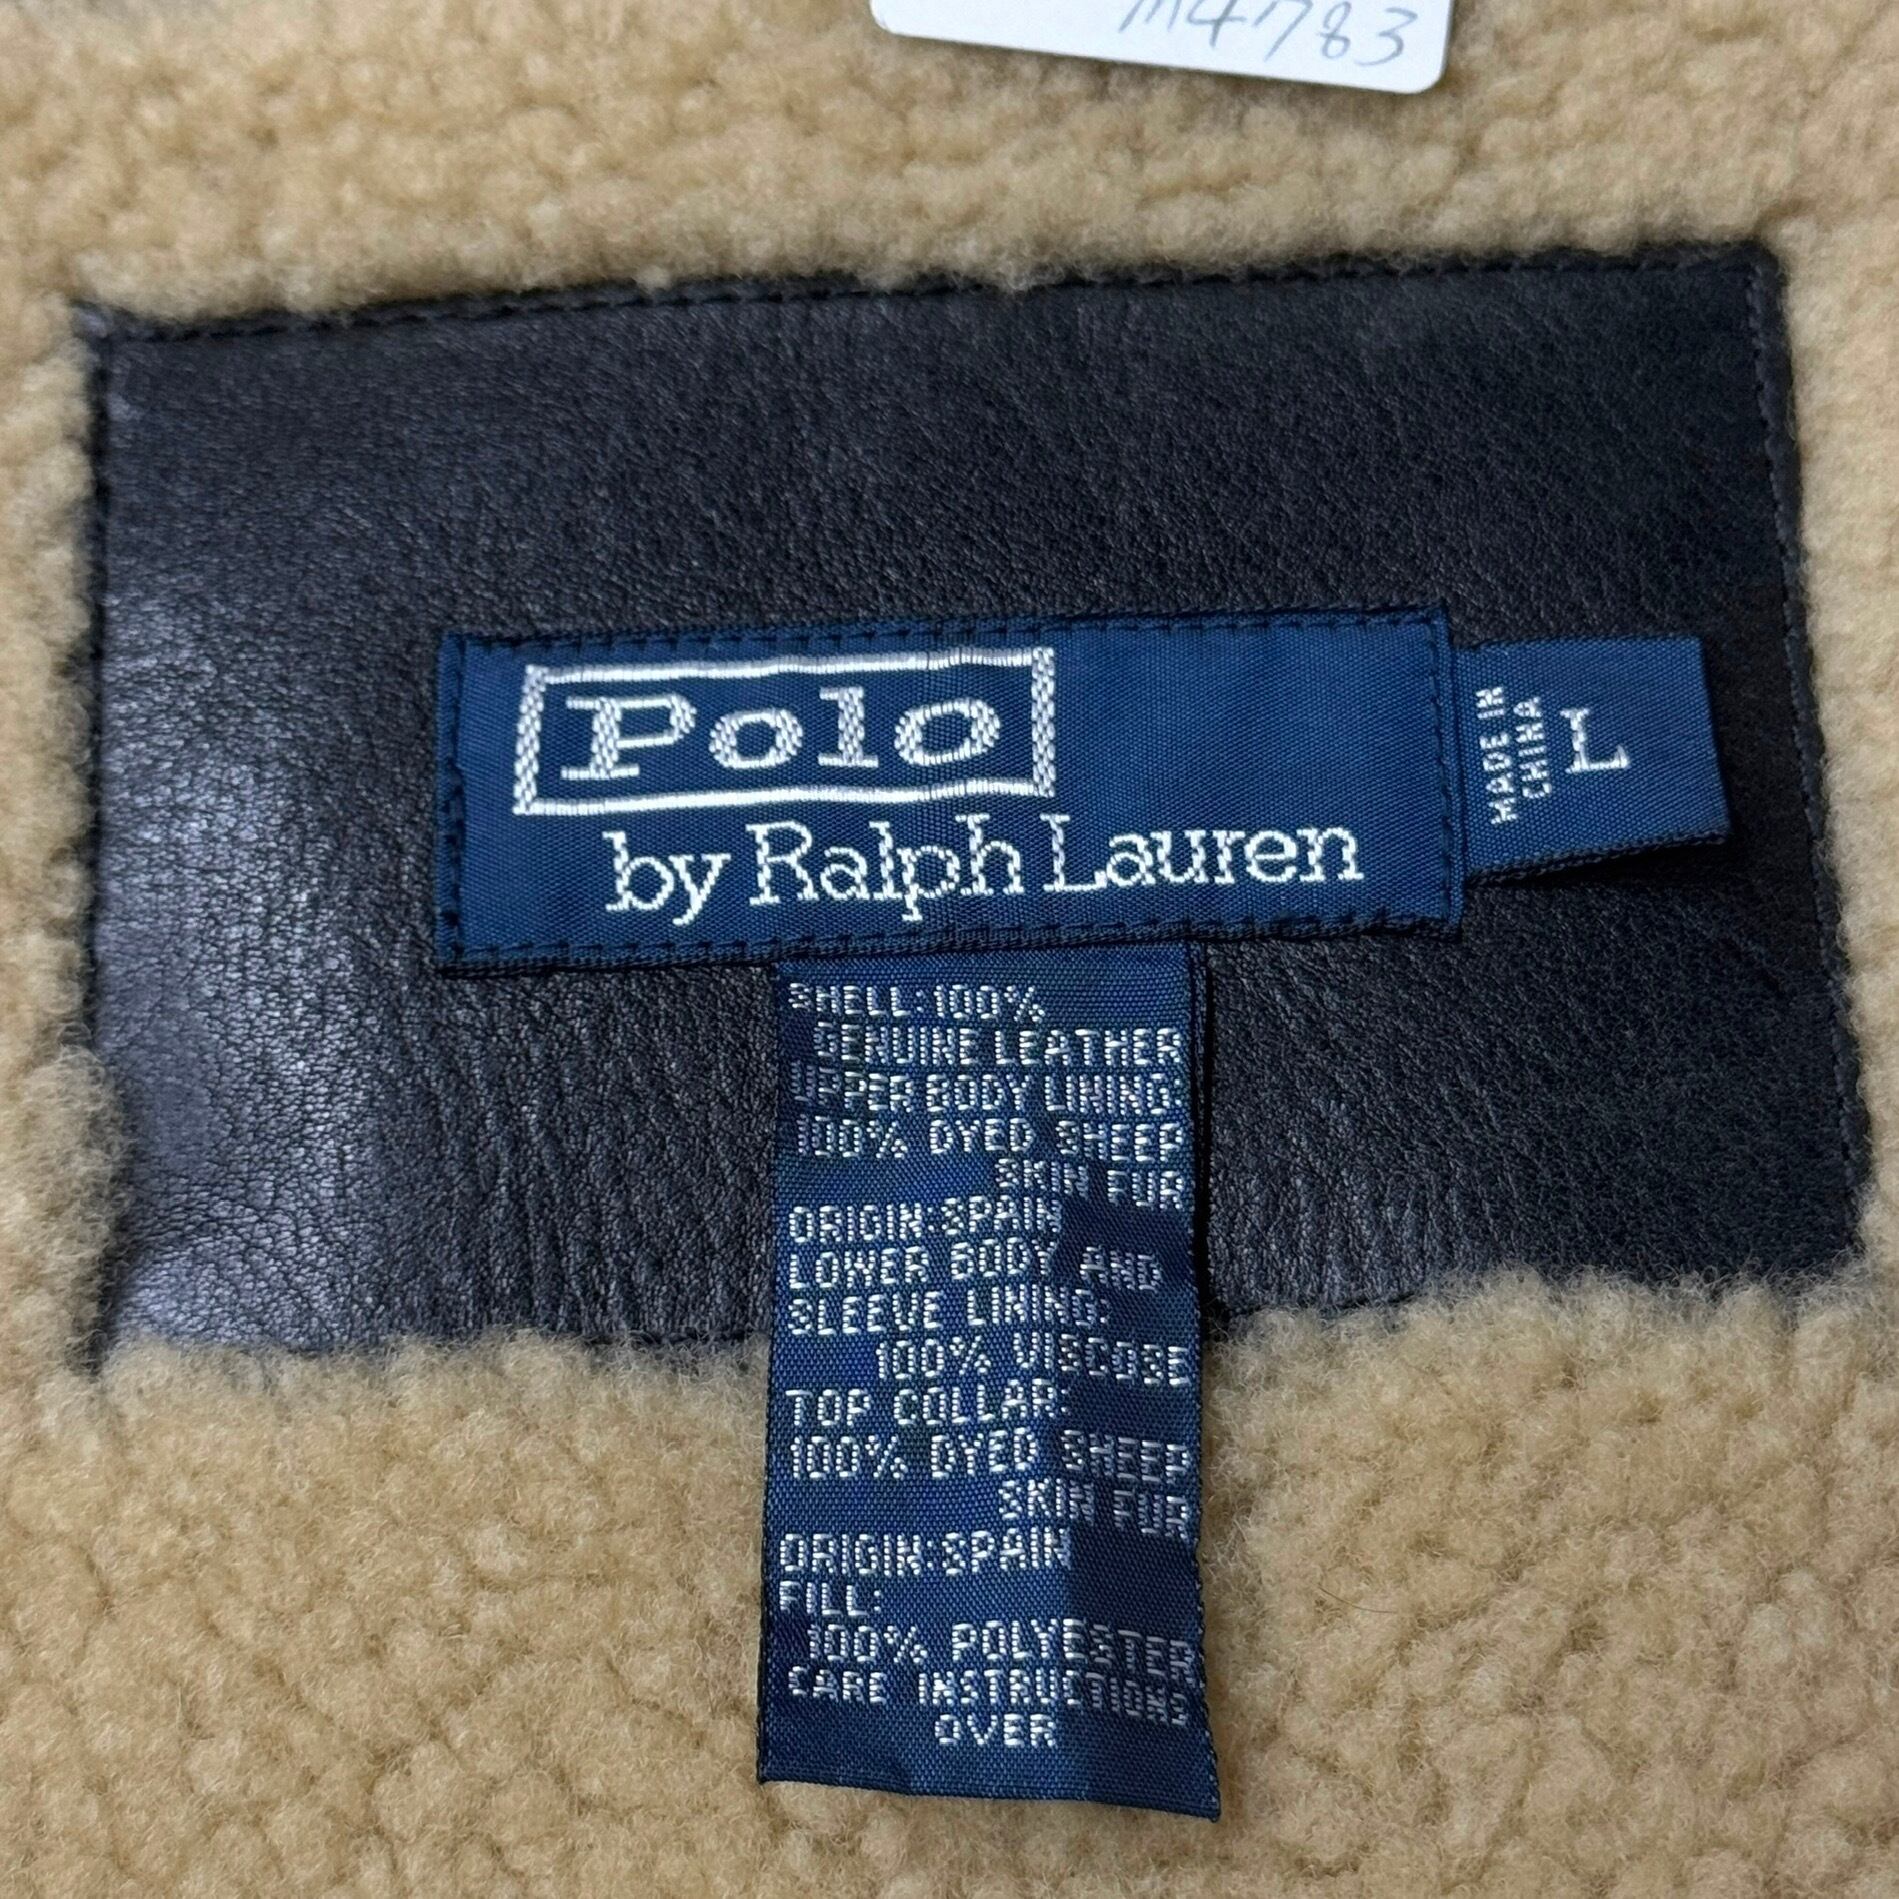 M4783
Polo
by Ralph Lauren
MADE IN
CHINA
L
SHELL:100%
GENUINE LEATHER
UPPER BODY LINING:
100% DYED SHEEP
SKIN FUR
ORIGIN:SPAIN
LOWER BODY AND
SLEEVE LINING:
100% VISCOSE
TOP COLLAR:
100% DYED SHEEP
SKIN FUR
ORIGIN:SPAIN
FILL:
100% POLYESTER
CARE INSTRUCTIONS
OVER